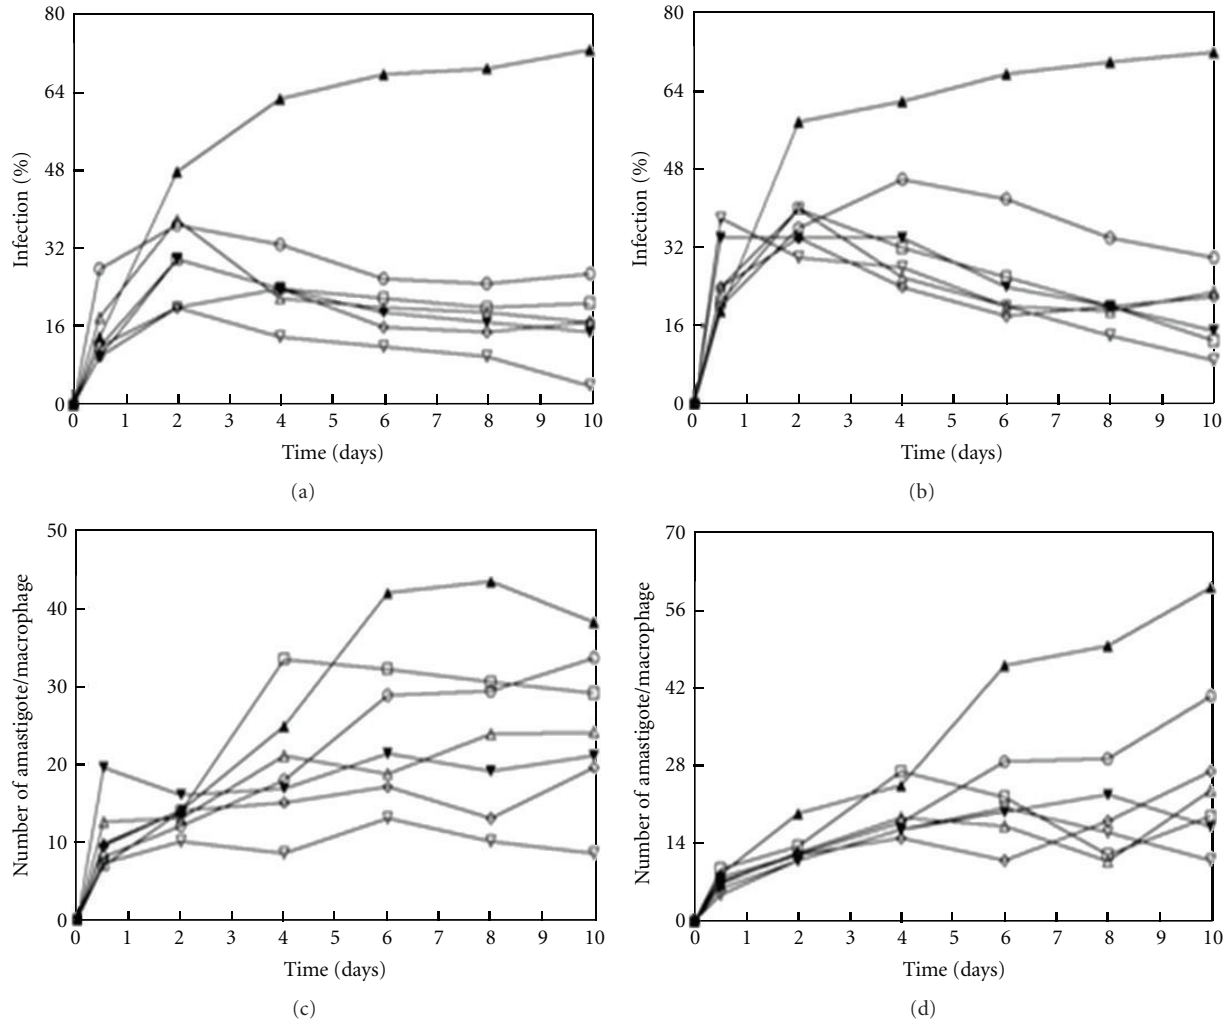 80
64
48
32
16
0
Infection (%)
0 1 2 3 4 5 6 7 8 9 10
Time (days)
(a)
80
64
48
32
16
0
Infection (%)
0 1 2 3 4 5 6 7 8 9 10
Time (days)
(b)
50
40
30
20
10
0
Number of amastigote/macrophage
0 1 2 3 4 5 6 7 8 9 10
Time (days)
(c)
70
56
42
28
14
0
Number of amastigote/macrophage
0 1 2 3 4 5 6 7 8 9 10
Time (days)
(d)